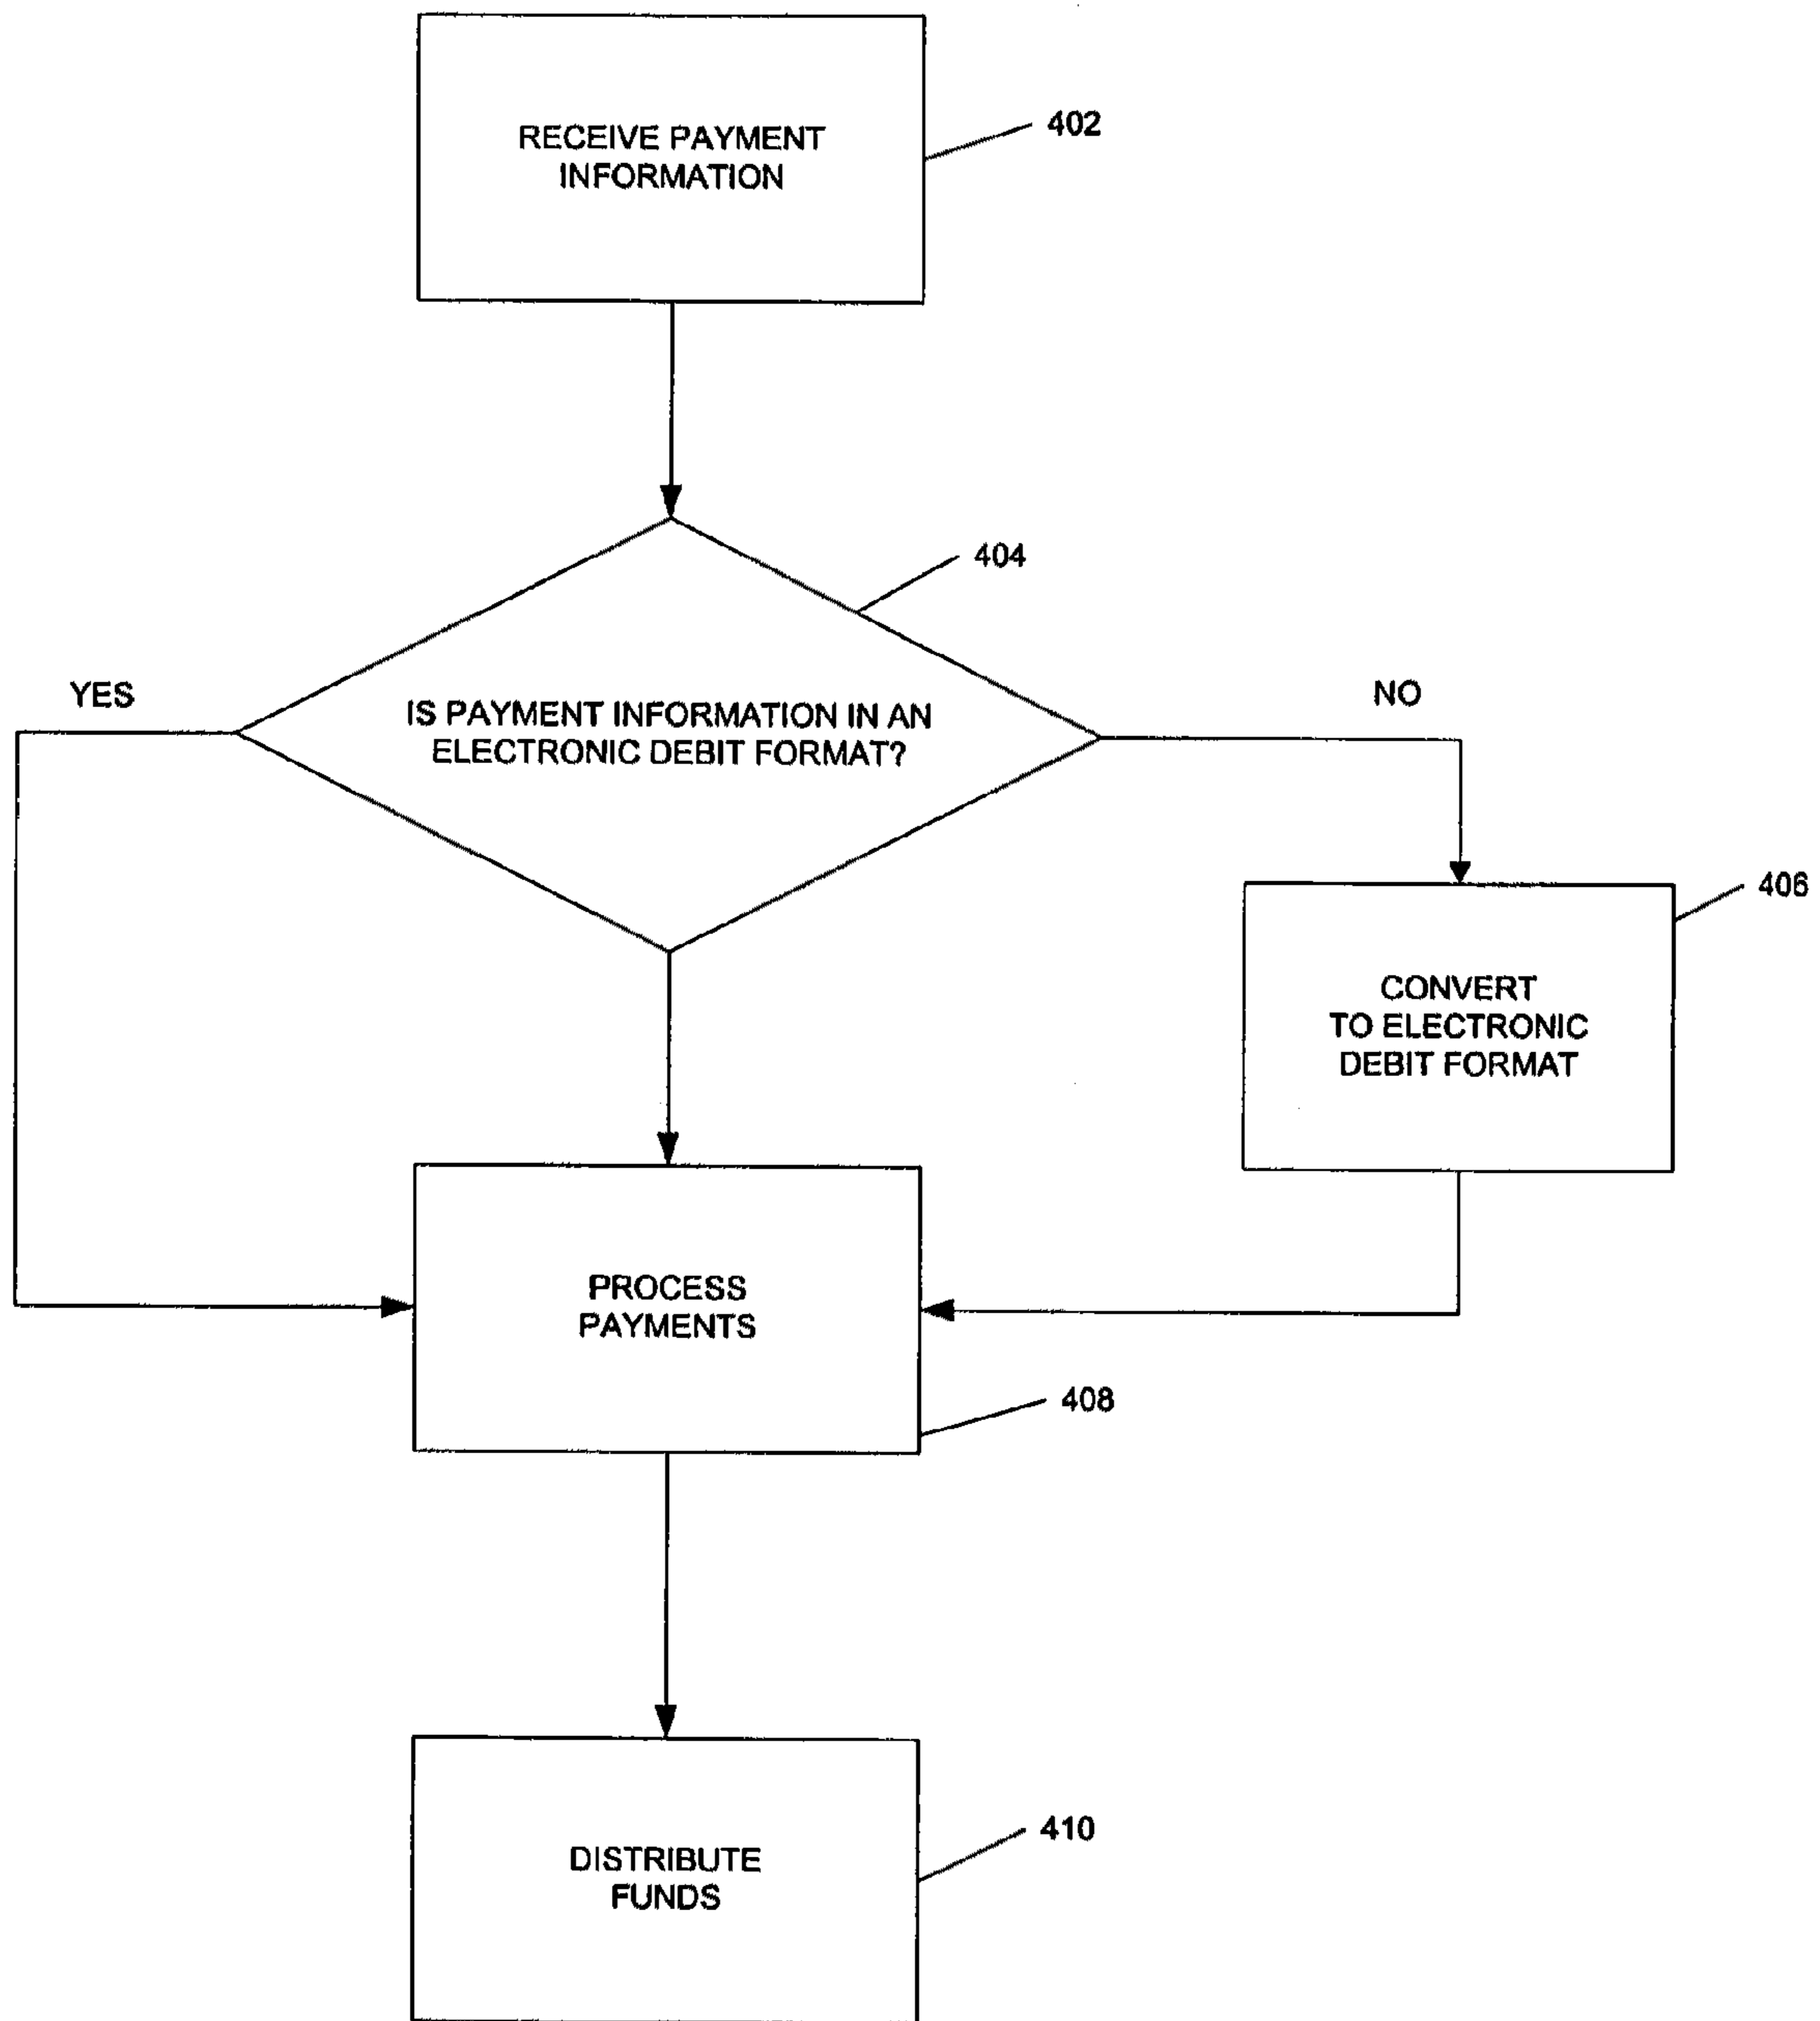 RECEIVE PAYMENT
INFORMATION
402
404
YES
IS PAYMENT INFORMATION IN AN
ELECTRONIC DEBIT FORMAT?
NO
406
CONVERT
TO ELECTRONIC
DEBIT FORMAT
PROCESS
PAYMENTS
408
DISTRIBUTE
FUNDS
410